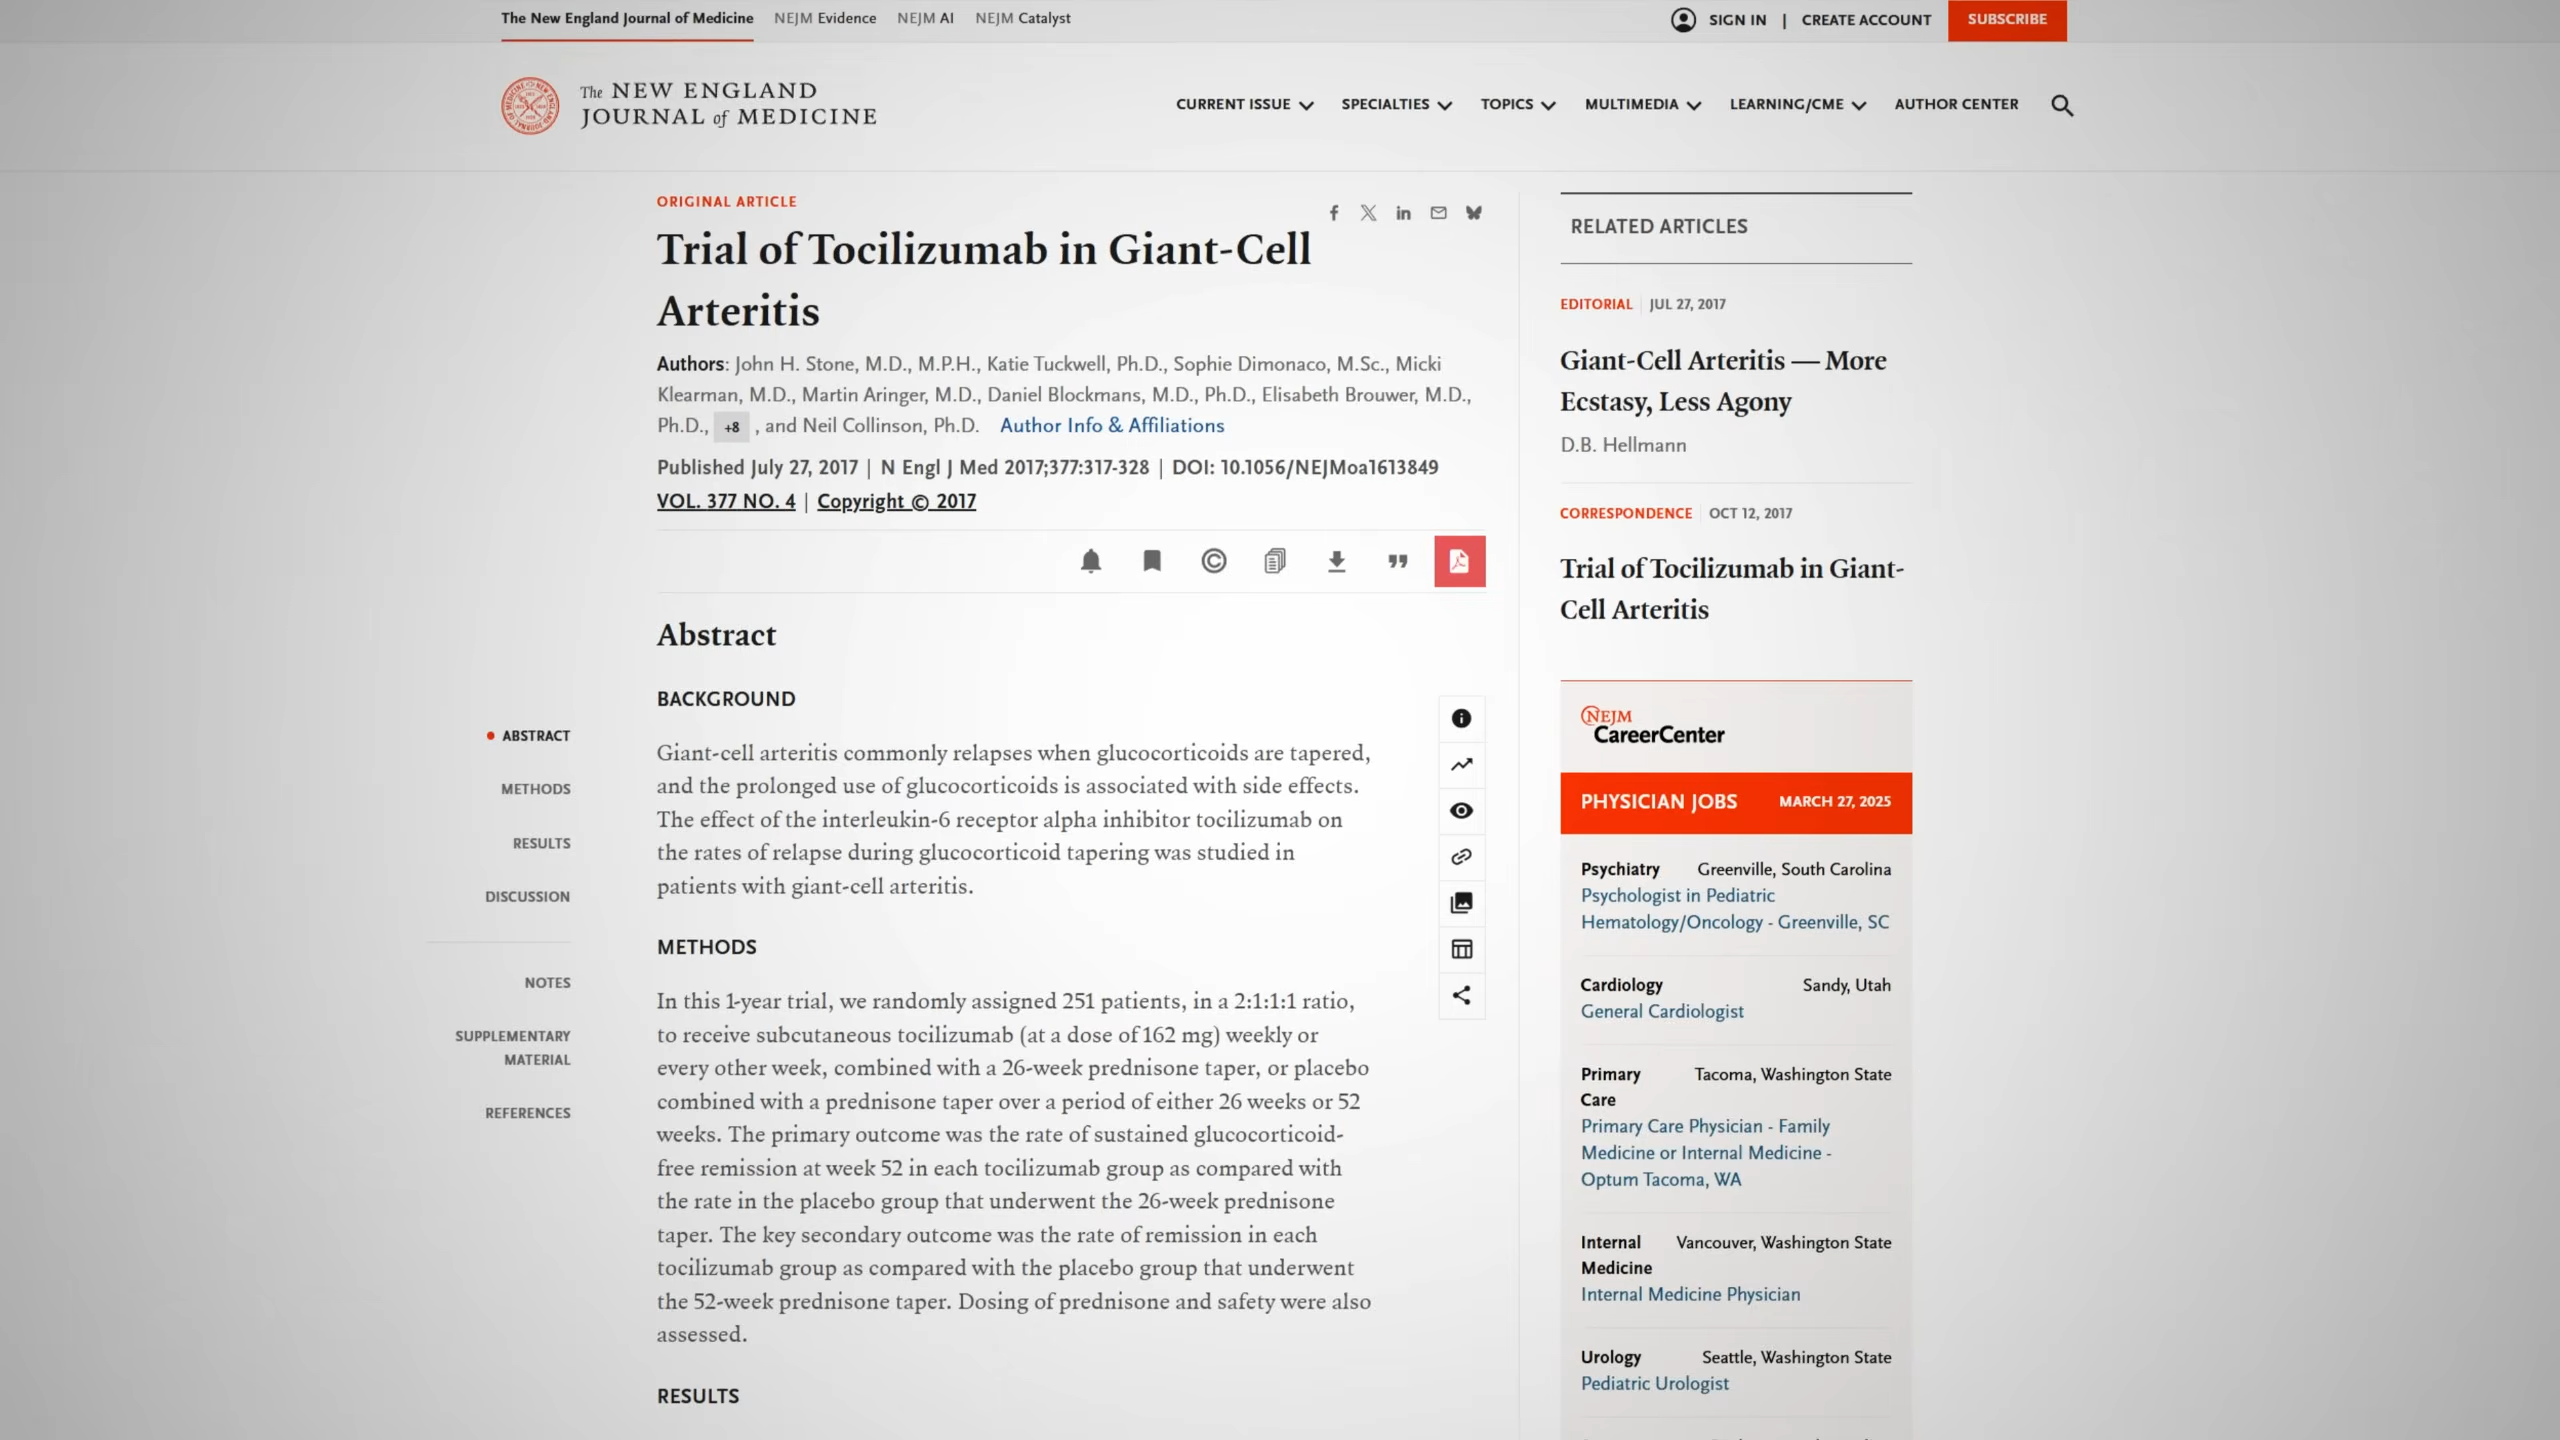 The New England Journal of Medicine NEJM Evidence NEJM AI NEJM Catalyst
SIGN IN | CREATE ACCOUNT SUBSCRIBE
The NEW ENGLAND
JOURNAL of MEDICINE
CURRENT ISSUE SPECIALTIES TOPICS MULTIMEDIA LEARNING/CME AUTHOR CENTER
ORIGINAL ARTICLE
Trial of Tocilizumab in Giant-Cell
Arteritis
Authors: John H. Stone, M.D., M.P.H., Katie Tuckwell, Ph.D., Sophie Dimonaco, M.Sc., Micki
Klearman, M.D., Martin Aringer, M.D., Daniel Blockmans, M.D., Ph.D., Elisabeth Brouwer, M.D.,
Ph.D., +8 , and Neil Collinson, Ph.D. Author Info & Affiliations
Published July 27, 2017 | N Engl J Med 2017;377:317-328 | DOI: 10.1056/NEJMoa1613849
VOL. 377 NO. 4 | Copyright © 2017
Abstract
BACKGROUND
Giant-cell arteritis commonly relapses when glucocorticoids are tapered,
and the prolonged use of glucocorticoids is associated with side effects.
The effect of the interleukin-6 receptor alpha inhibitor tocilizumab on
the rates of relapse during glucocorticoid tapering was studied in
patients with giant-cell arteritis.
METHODS
In this 1-year trial, we randomly assigned 251 patients, in a 2:1:1:1 ratio,
to receive subcutaneous tocilizumab (at a dose of 162 mg) weekly or
every other week, combined with a 26-week prednisone taper, or placebo
combined with a prednisone taper over a period of either 26 weeks or 52
weeks. The primary outcome was the rate of sustained glucocorticoid-
free remission at week 52 in each tocilizumab group as compared with
the rate in the placebo group that underwent the 26-week prednisone
taper. The key secondary outcome was the rate of remission in each
tocilizumab group as compared with the placebo group that underwent
the 52-week prednisone taper. Dosing of prednisone and safety were also
assessed.
RESULTS
ABSTRACT
METHODS
RESULTS
DISCUSSION
NOTES
SUPPLEMENTARY
MATERIAL
REFERENCES
RELATED ARTICLES
EDITORIAL JUL 27, 2017
Giant-Cell Arteritis — More
Ecstasy, Less Agony
D.B. Hellmann
CORRESPONDENCE OCT 12, 2017
Trial of Tocilizumab in Giant-
Cell Arteritis
NEJM
CareerCenter
PHYSICIAN JOBS MARCH 27, 2025
Psychiatry Greenville, South Carolina
Psychologist in Pediatric
Hematology/Oncology - Greenville, SC
Cardiology Sandy, Utah
General Cardiologist
Primary Tacoma, Washington State
Care
Primary Care Physician - Family
Medicine or Internal Medicine -
Optum Tacoma, WA
Internal Vancouver, Washington State
Medicine
Internal Medicine Physician
Urology Seattle, Washington State
Pediatric Urologist